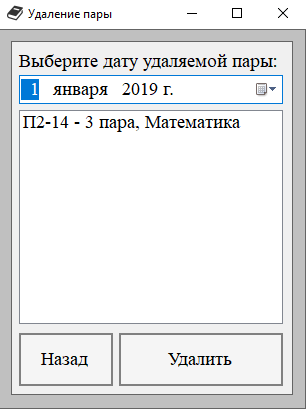 Удаление пары
Выберите дату удаляемой пары:
1 января 2019 г.
П2-14 - 3 пара, Математика
Назад
Удалить